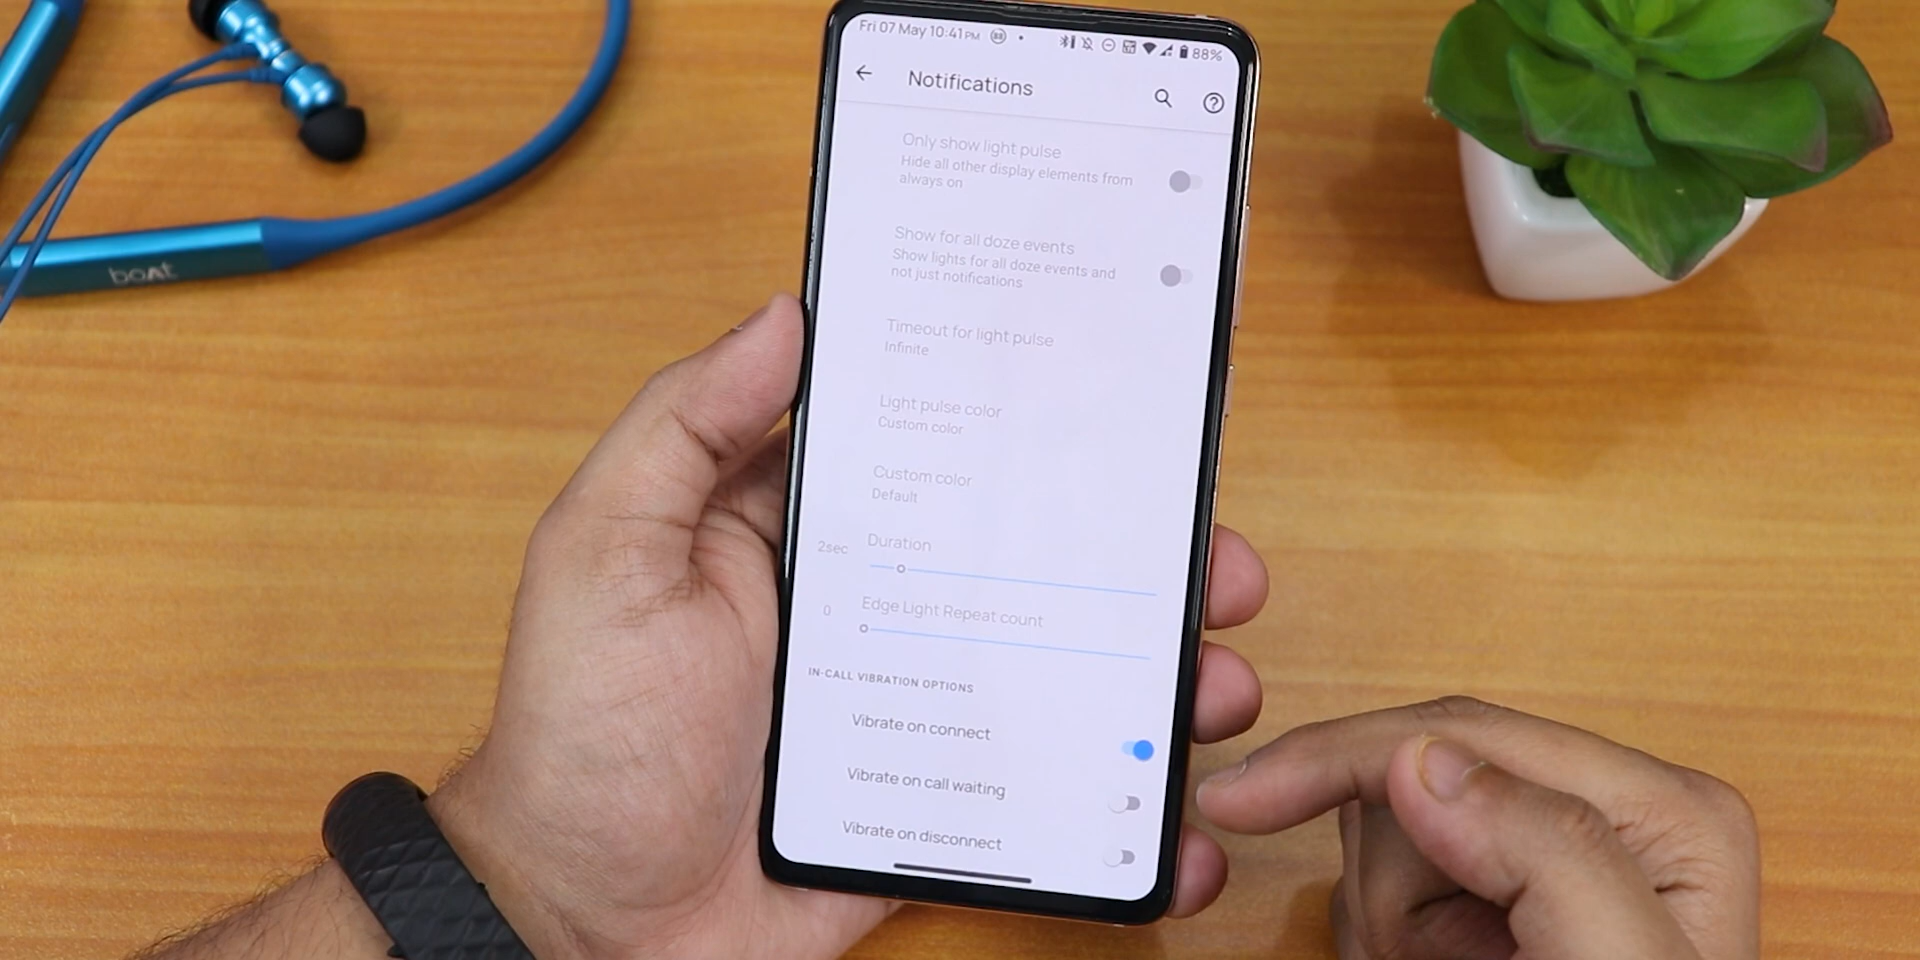 Fri 07 May 10:41PM
88%
Notifications
Only show light pulse
Hide all other display elements from
always on
Show for all doze events
Show lights for all doze events and
not just notifications
Timeout for light pulse
Infinite
Light pulse color
Custom color
Custom color
Default
Duration
2sec
Edge Light Repeat count
0
IN-CALL VIBRATION OPTIONS
Vibrate on connect
Vibrate on call waiting
Vibrate on disconnect
boAt